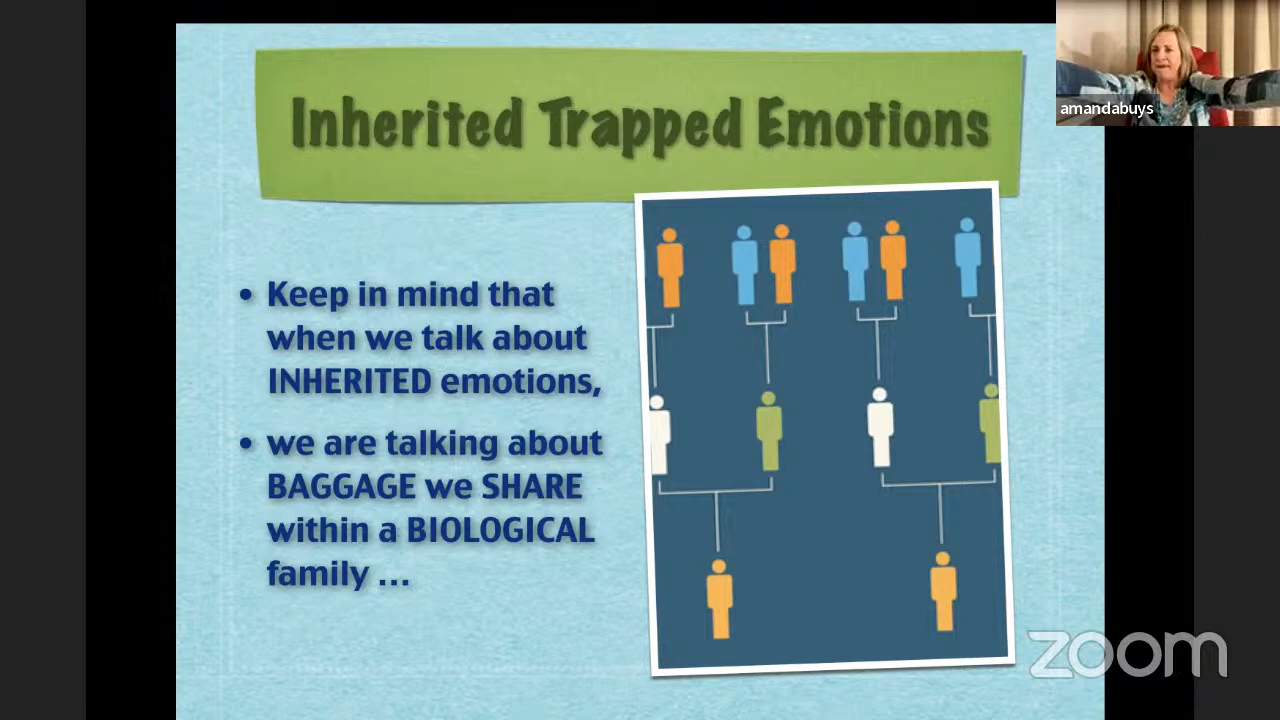 Inherited Trapped Emotions
• Keep in mind that
when we talk about
INHERITED emotions,
• we are talking about
BAGGAGE we SHARE
within a BIOLOGICAL
family ...
amandabuys
zoom